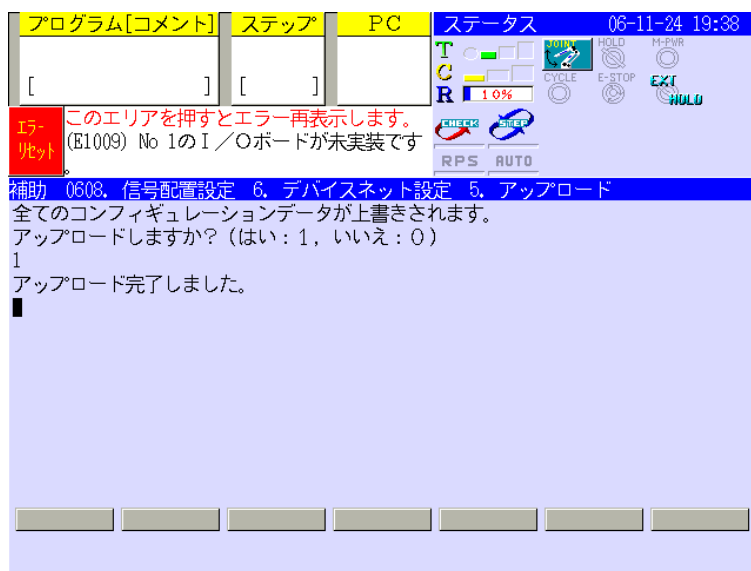 プログラム[コメント] ステップ PC ステータス 06-11-24 19:38
T JOINT HOLD M-PWR
C CYCLE E-STOP EXT HOLD
[ ] [ ] R 10%
エラーリセット このエリアを押すとエラー再表示します。
(E1009) No 1のI/Oボードが未実装です
。
CHECK STEP
RPS AUTO
補助 0608. 信号配置設定 6. デバイスネット設定 5. アップロード
全てのコンフィギュレーションデータが上書きされます。
アップロードしますか?(はい:1, いいえ:0)
1
アップロード完了しました。